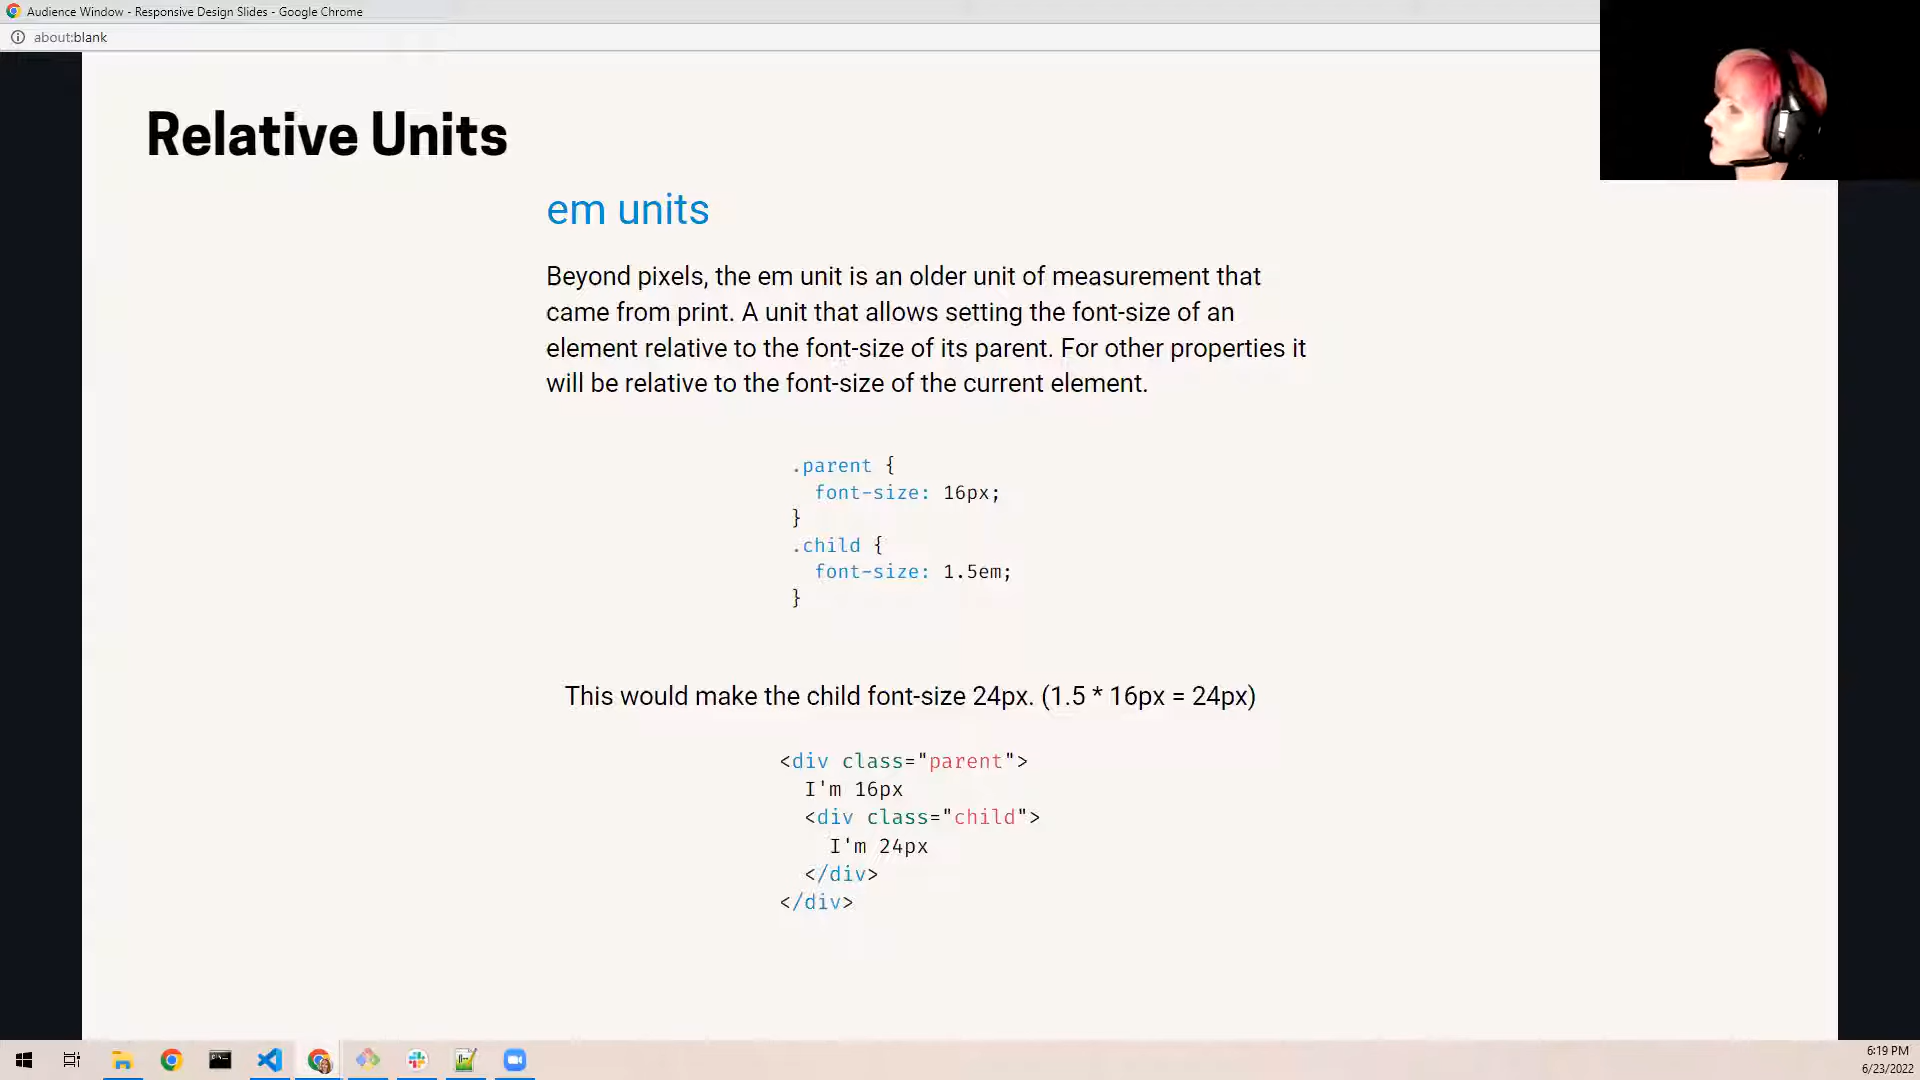 Audience Window - Responsive Design Slides - Google Chrome
about:blank
Relative Units
em units
Beyond pixels, the em unit is an older unit of measurement that
came from print. A unit that allows setting the font-size of an
element relative to the font-size of its parent. For other properties it
will be relative to the font-size of the current element.
.parent {
font-size: 16px;
}
.child {
font-size: 1.5em;
}
This would make the child font-size 24px. (1.5 * 16px = 24px)
<div class="parent">
I'm 16px
<div class="child">
I'm 24px
</div>
</div>
6:19 PM
6/23/2022